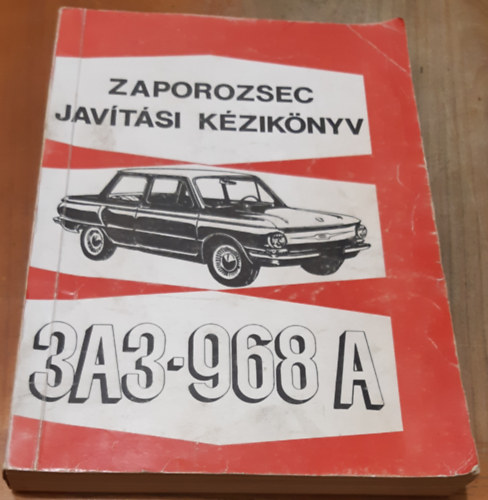 ZAPOROZSEC
JAVÍTÁSI KÉZIKÖNYV
ЗАЗ-968 А